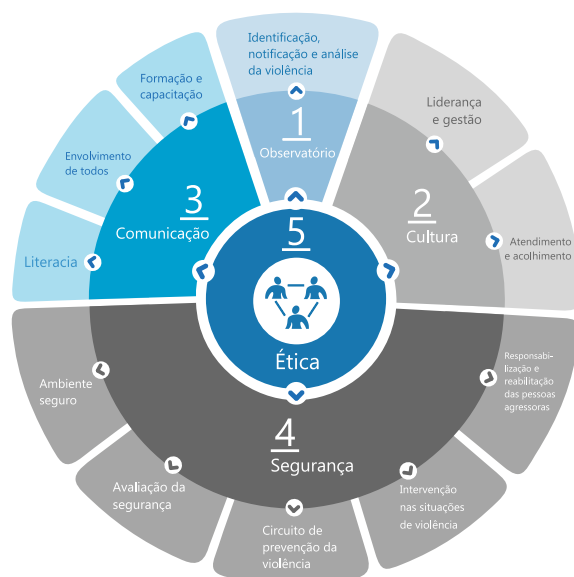 Identificação,
notificação e análise
da violência
1
Observatório
Liderança
e gestão
2
Cultura
Atendimento
e acolhimento
Formação e
capacitação
Envolvimento
de todos
3
Comunicação
Literacia
5
Ética
4
Segurança
Responsabi-
lização e
reabilitação
das pessoas
agressoras
Intervenção
nas situações
de violência
Circuito de
prevenção da
violência
Avaliação da
segurança
Ambiente
seguro